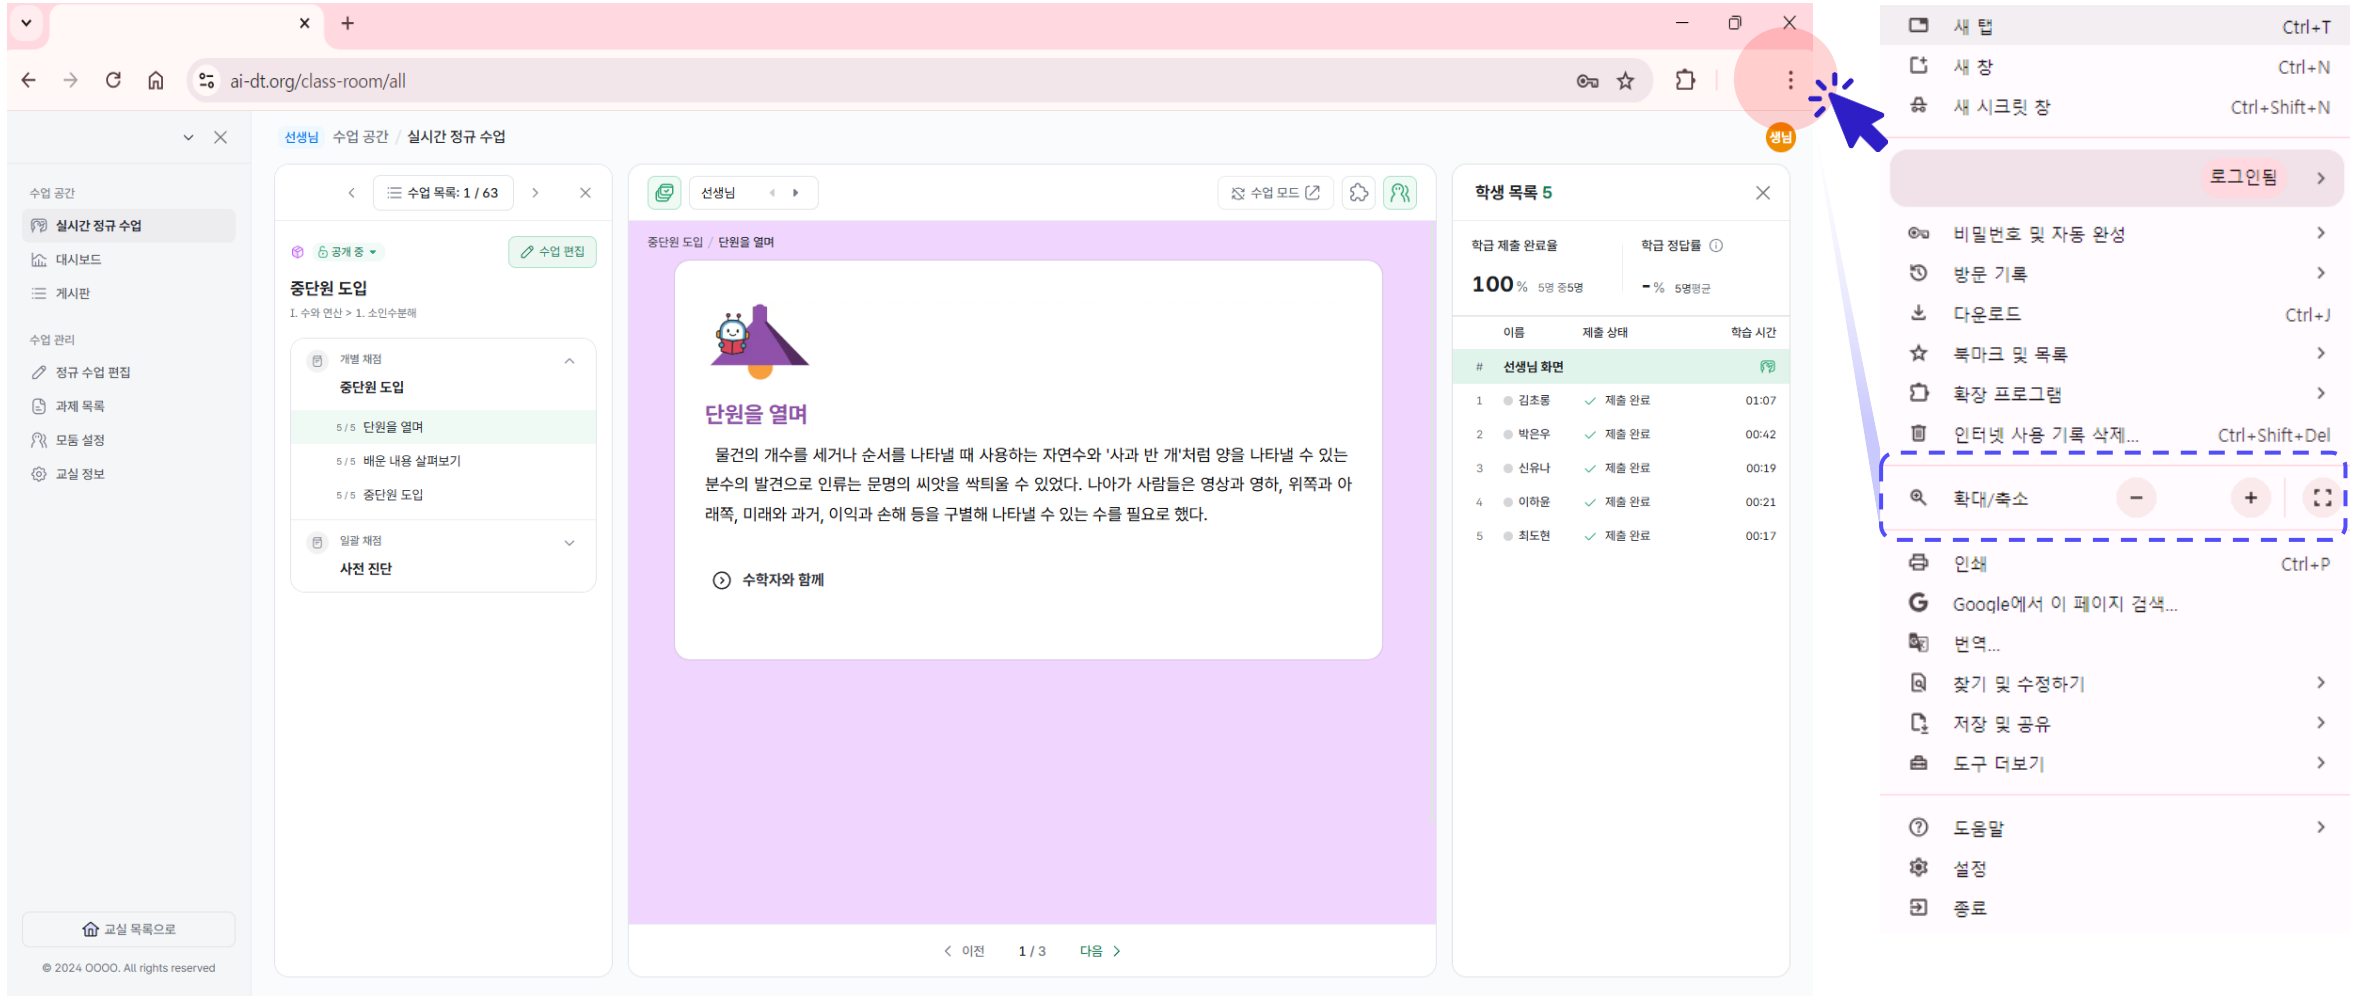 ai-dt.org/class-room/all
선생님 수업 공간 / 실시간 정규 수업
생님
수업 공간
실시간 정규 수업
대시보드
게시판
수업 관리
정규 수업 편집
과제 목록
모둠 설정
교실 정보
교실 목록으로
© 2024 OOOO. All rights reserved
수업 목록: 1 / 63
공개 중
수업 편집
중단원 도입
I. 수와 연산 > 1. 소인수분해
개별 채점
중단원 도입
5 / 5 단원을 열며
5 / 5 배운 내용 살펴보기
5 / 5 중단원 도입
일괄 채점
사전 진단
선생님
수업 모드
중단원 도입 / 단원을 열며
단원을 열며
물건의 개수를 세거나 순서를 나타낼 때 사용하는 자연수와 '사과 반 개'처럼 양을 나타낼 수 있는
분수의 발견으로 인류는 문명의 씨앗을 싹틔울 수 있었다. 나아가 사람들은 영상과 영하, 위쪽과 아
래쪽, 미래와 과거, 이익과 손해 등을 구별해 나타낼 수 있는 수를 필요로 했다.
수학자와 함께
이전 1 / 3 다음
학생 목록 5
학급 제출 완료율 학급 정답률
100 % 5명 중5명 - % 5명평균
이름 제출 상태 학습 시간
# 선생님 화면
1 김초롱 제출 완료 01:07
2 박은우 제출 완료 00:42
3 신유나 제출 완료 00:19
4 이하윤 제출 완료 00:21
5 최도현 제출 완료 00:17
새 탭 Ctrl+T
새 창 Ctrl+N
새 시크릿 창 Ctrl+Shift+N
로그인됨
비밀번호 및 자동 완성
방문 기록
다운로드 Ctrl+J
북마크 및 목록
확장 프로그램
인터넷 사용 기록 삭제... Ctrl+Shift+Del
확대/축소 − +
인쇄 Ctrl+P
Google에서 이 페이지 검색...
번역...
찾기 및 수정하기
저장 및 공유
도구 더보기
도움말
설정
종료